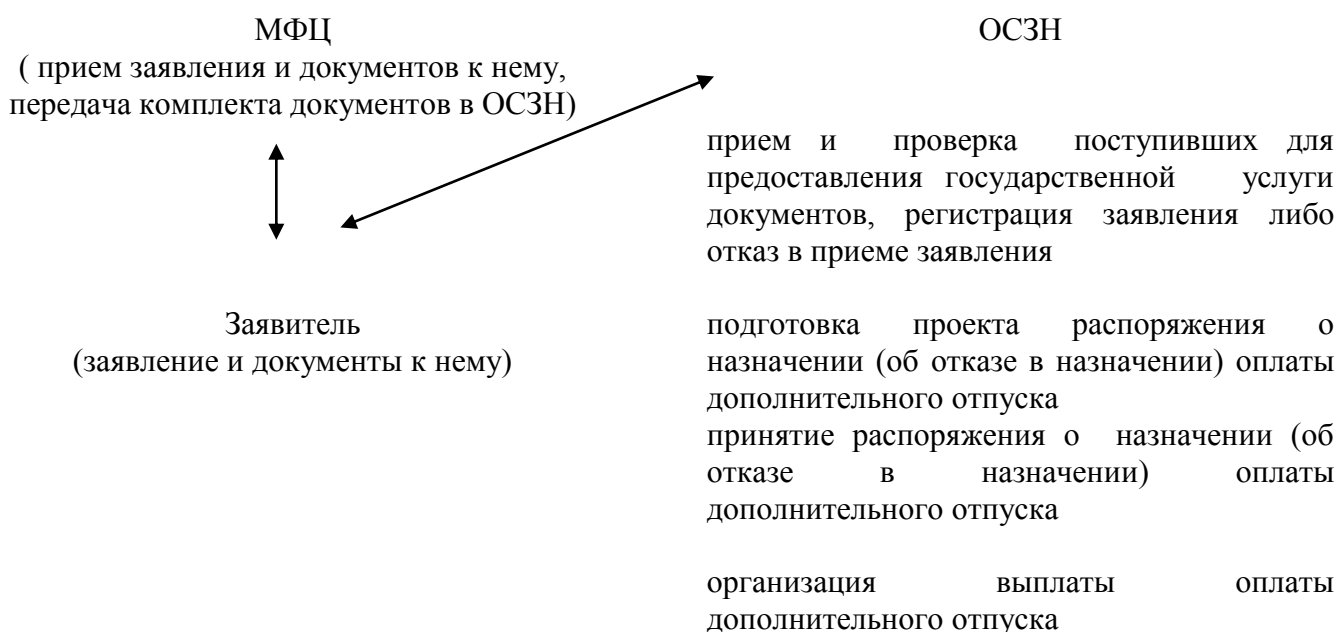 МФЦ
( прием заявления и документов к нему,
передача комплекта документов в ОСЗН)
Заявитель
(заявление и документы к нему)
ОСЗН
прием и проверка поступивших для
предоставления государственной услуги
документов, регистрация заявления либо
отказ в приеме заявления
подготовка проекта распоряжения о
назначении (об отказе в назначении) оплаты
дополнительного отпуска
принятие распоряжения о назначении (об
отказе в назначении) оплаты
дополнительного отпуска
организация выплаты оплаты
дополнительного отпуска